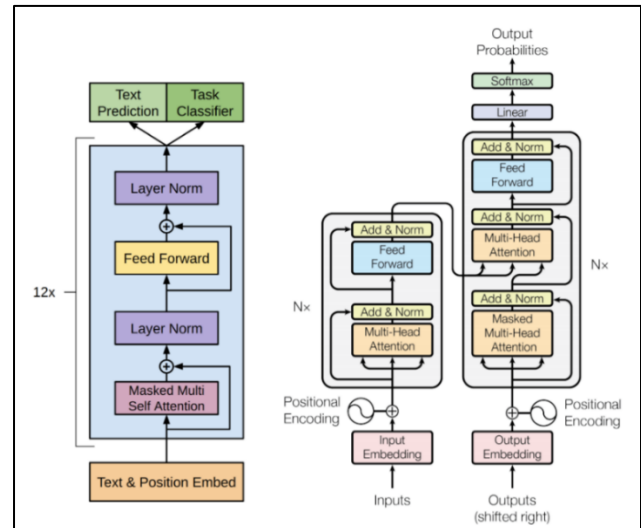 Text
Prediction
Task
Classifier
Layer Norm
Feed Forward
12x
Layer Norm
Masked Multi
Self Attention
Text & Position Embed
Output
Probabilities
Softmax
Linear
Add & Norm
Feed
Forward
Add & Norm
Multi-Head
Attention
Add & Norm
Feed
Forward
N×
Add & Norm
Multi-Head
Attention
N×
Add & Norm
Masked
Multi-Head
Attention
Positional
Encoding
Positional
Encoding
Input
Embedding
Output
Embedding
Inputs
Outputs
(shifted right)